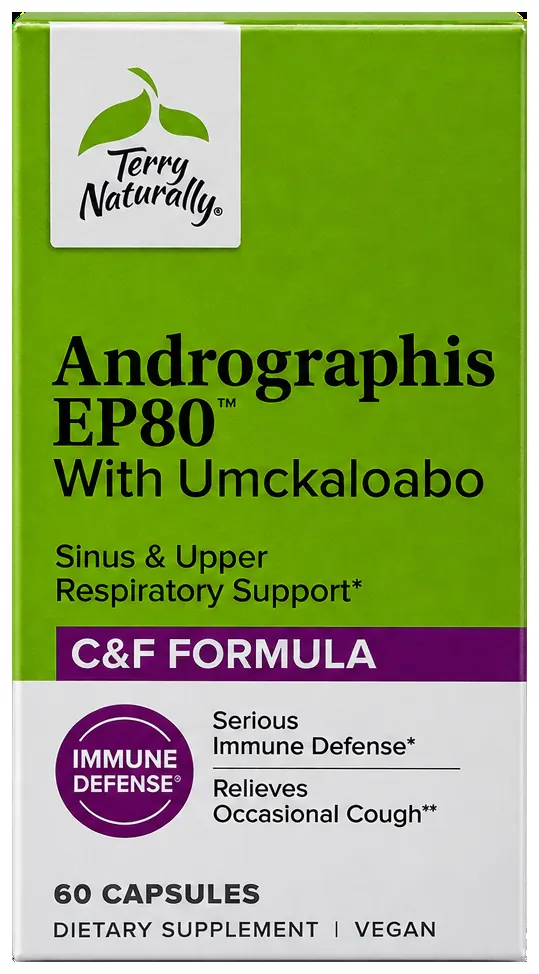 Terry
Naturally®
Andrographis
EP80™
With Umckaloabo
Sinus & Upper
Respiratory Support*
C&F FORMULA
IMMUNE
DEFENSE®
Serious
Immune Defense*
Relieves
Occasional Cough**
60 CAPSULES
DIETARY SUPPLEMENT | VEGAN